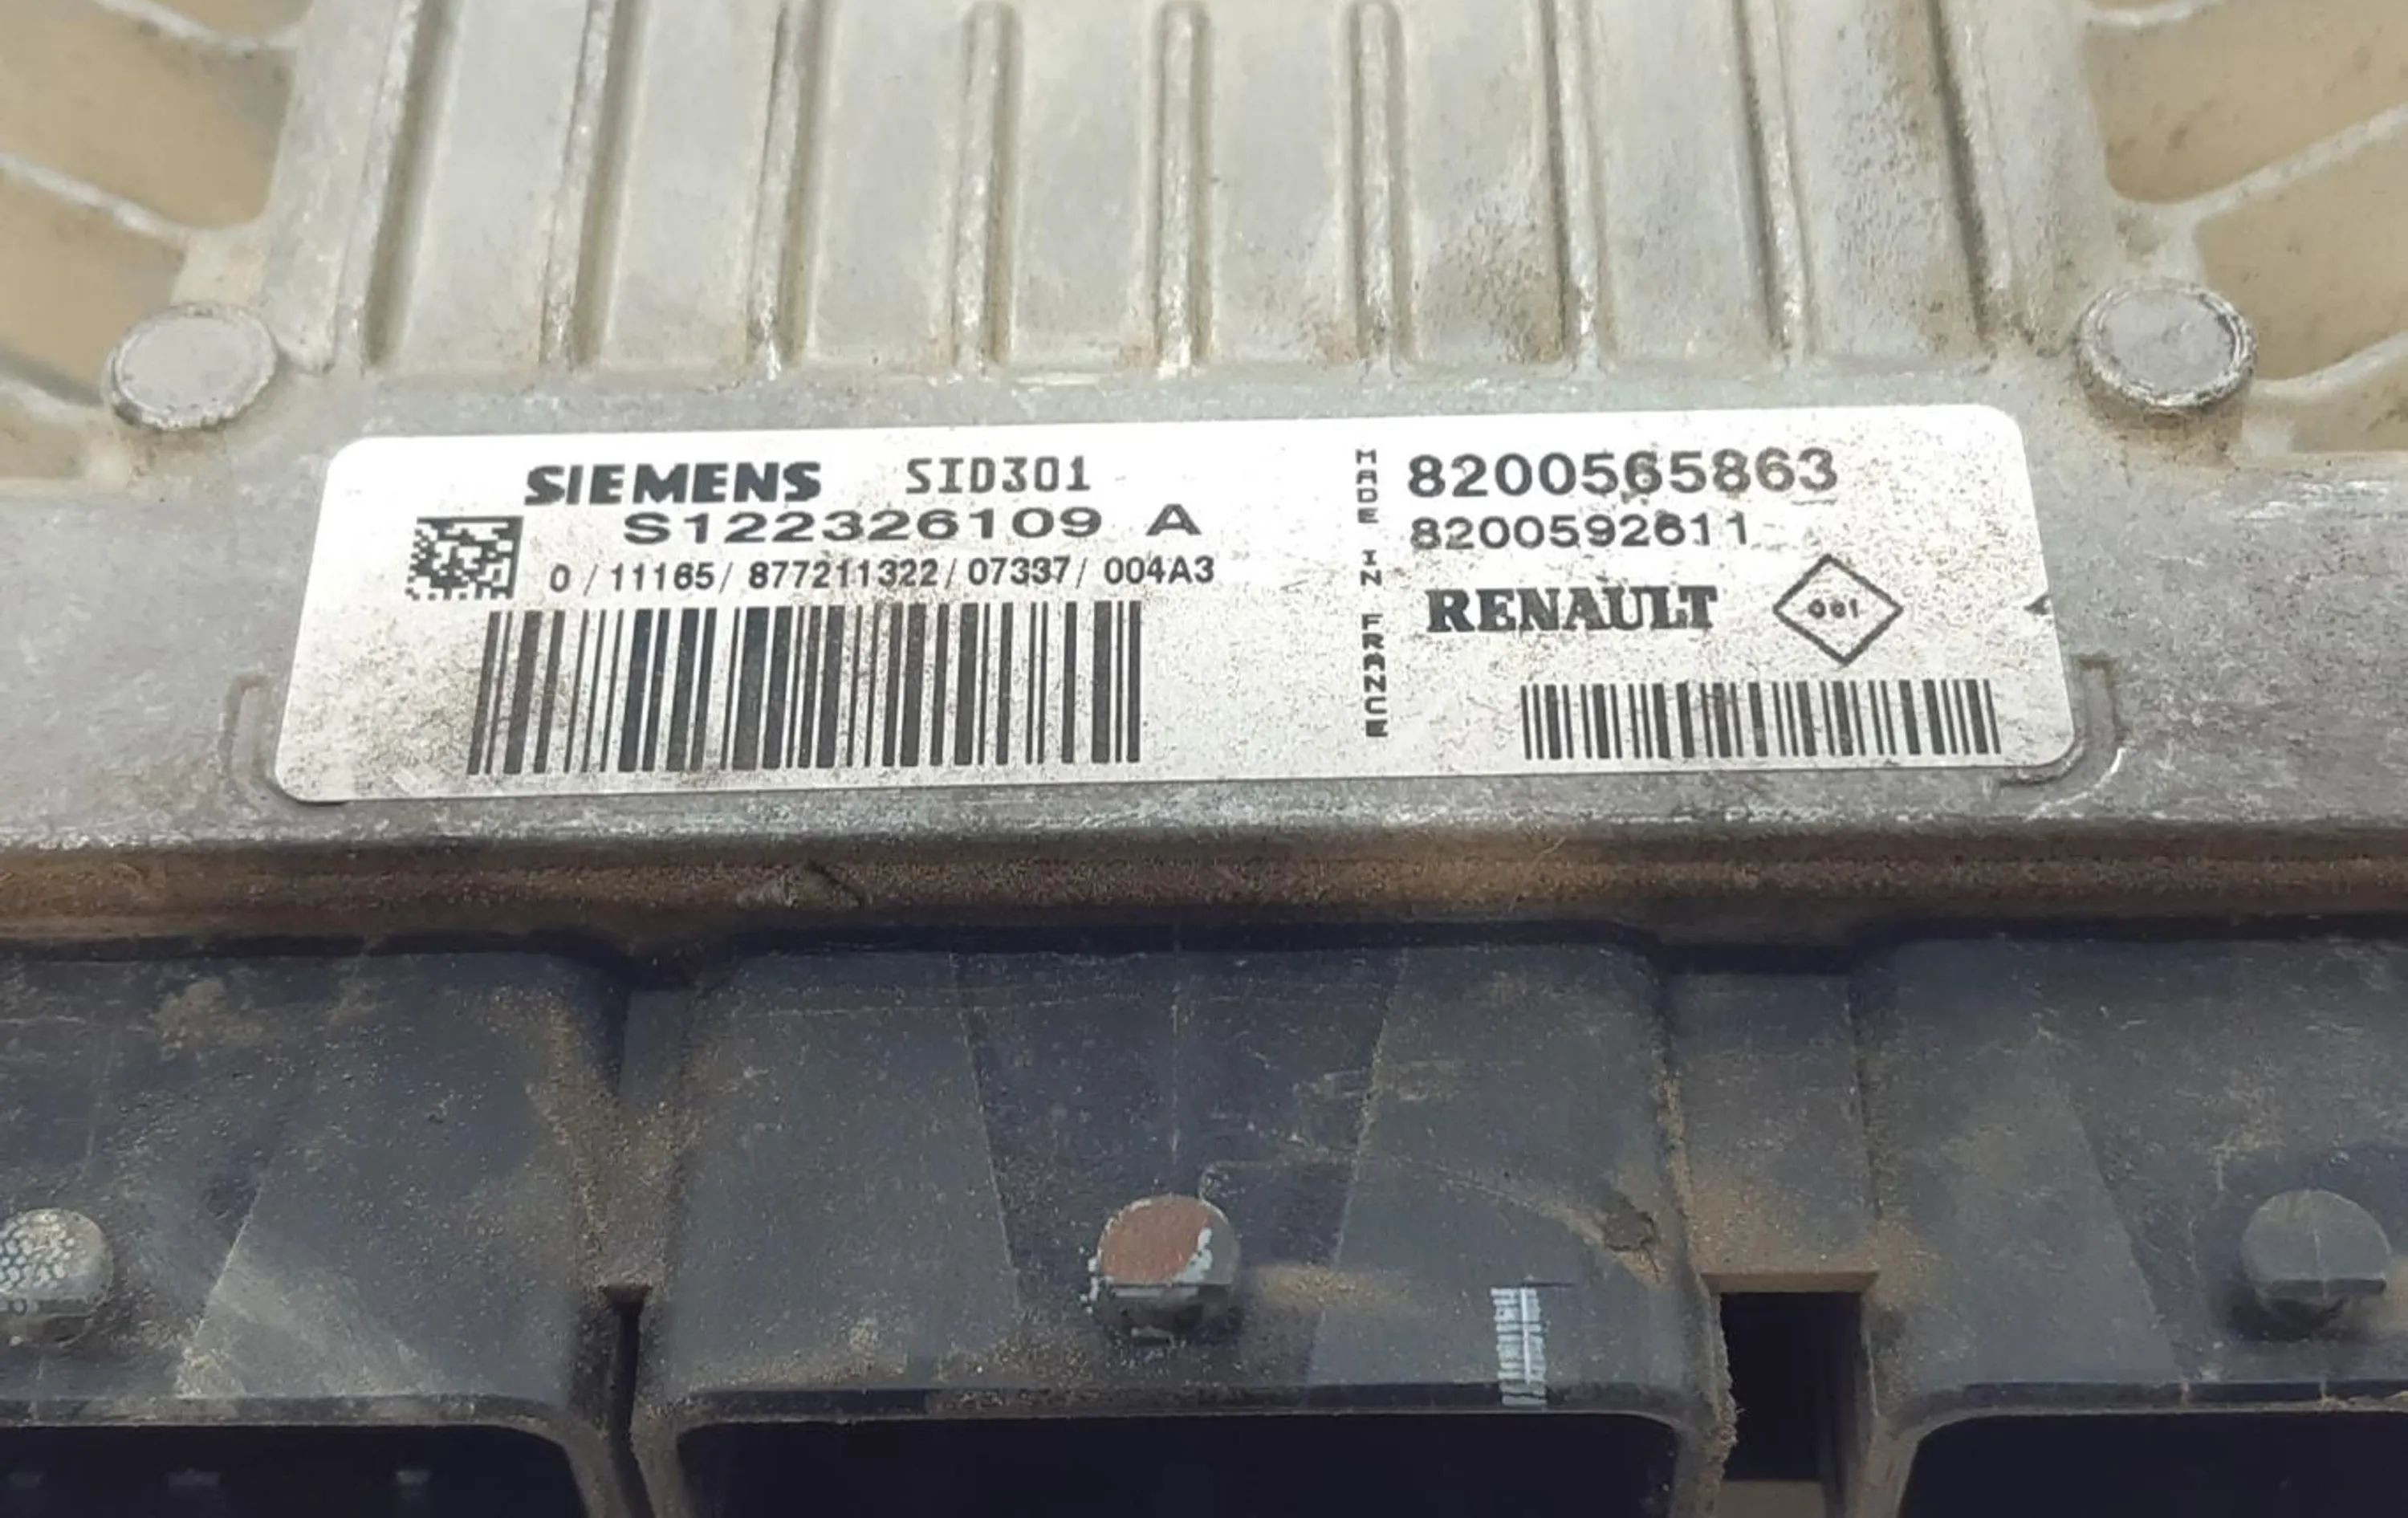 SIEMENS SID301
S122326109 A
0/11165/877211322/07337/004A3
MADE IN FRANCE
8200565863
8200592611
RENAULT